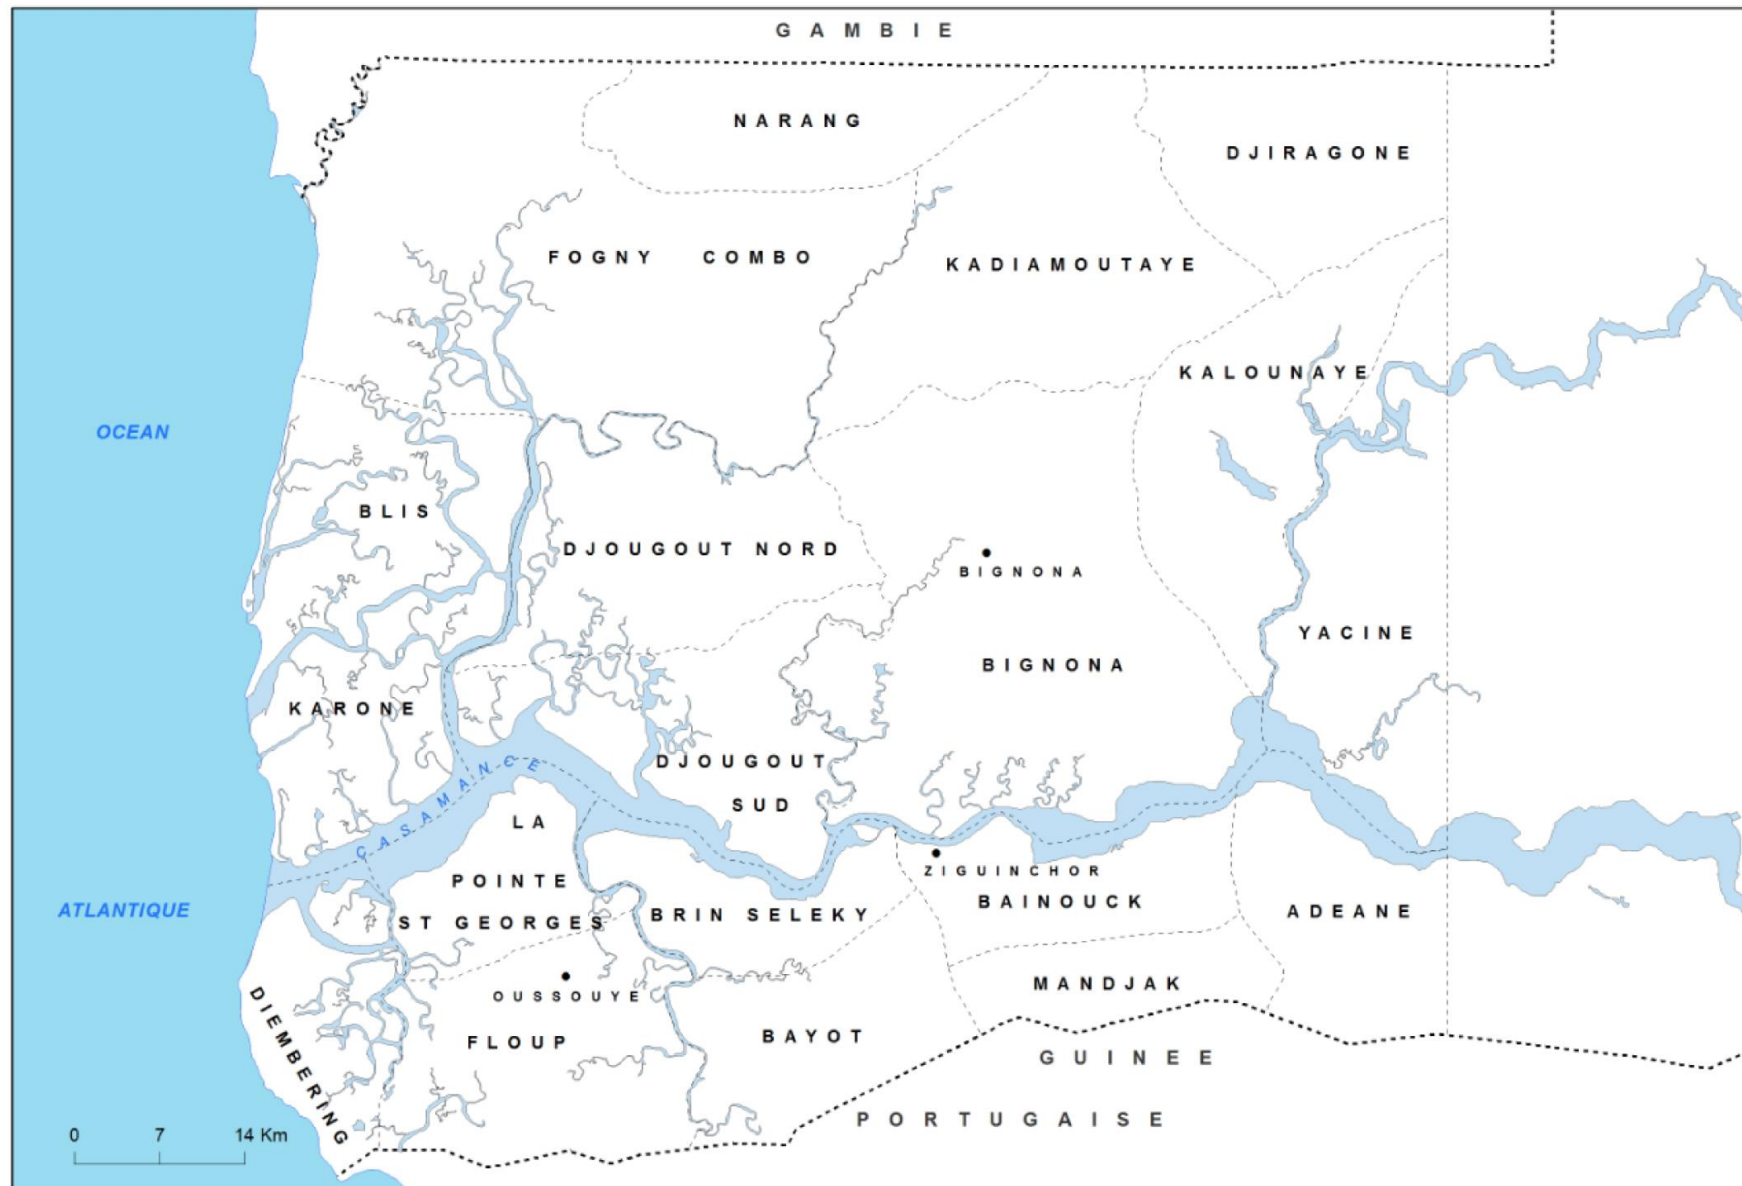 GAMBIE
NARANG
DJIRAGONE
FOGNY COMBO
KADIAMOUTAYE
KALOUNAYE
OCEAN
BLIS
DJOUGOUT NORD
BIGNONA
YACINE
BIGNONA
KARONE
DJOUGOUT
SUD
CASAMANCE
LA
POINTE
ST GEORGES
ZIGUINCHOR
BAINOUCK
BRIN SELEKY
ADEANE
ATLANTIQUE
OUSSOUYE
MANDJAK
DIEMBERING
FLOUP
BAYOT
GUINEE
PORTUGAISE
0 7 14 Km